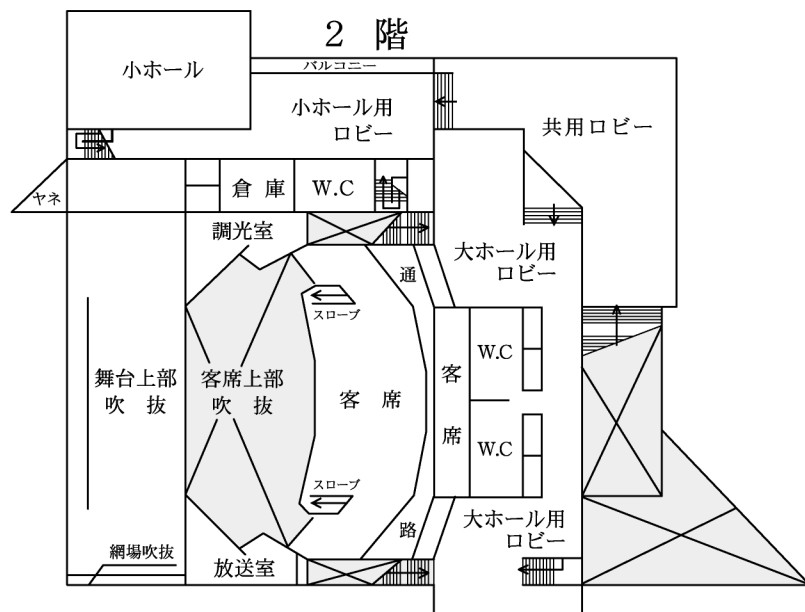 2 階
小ホール
バルコニー
小ホール用
ロビー
共用ロビー
ヤネ
倉 庫
W.C
調光室
通
大ホール用
ロビー
スロープ
舞台上部
吹 抜
客席上部
吹 抜
客 席
客
席
W.C
W.C
スロープ
大ホール用
ロビー
路
網場吹抜
放送室